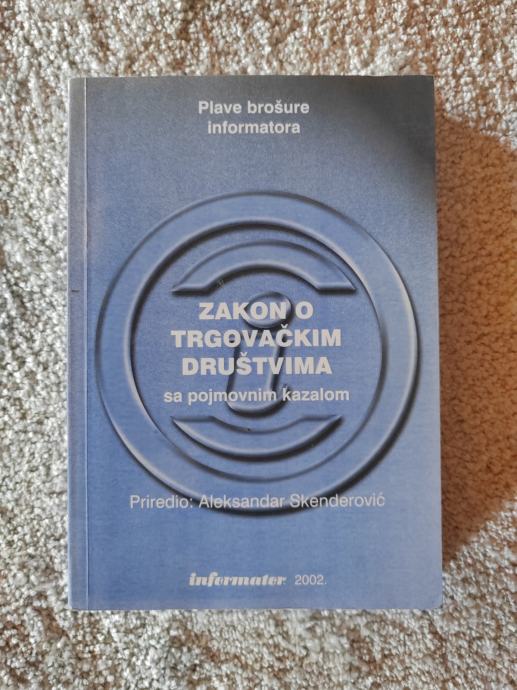 Plave brošure
informatora
ZAKON O
TRGOVAČKIM
DRUŠTVIMA
sa pojmovnim kazalom
i
Priredio: Aleksandar Skenderović
informator 2002.